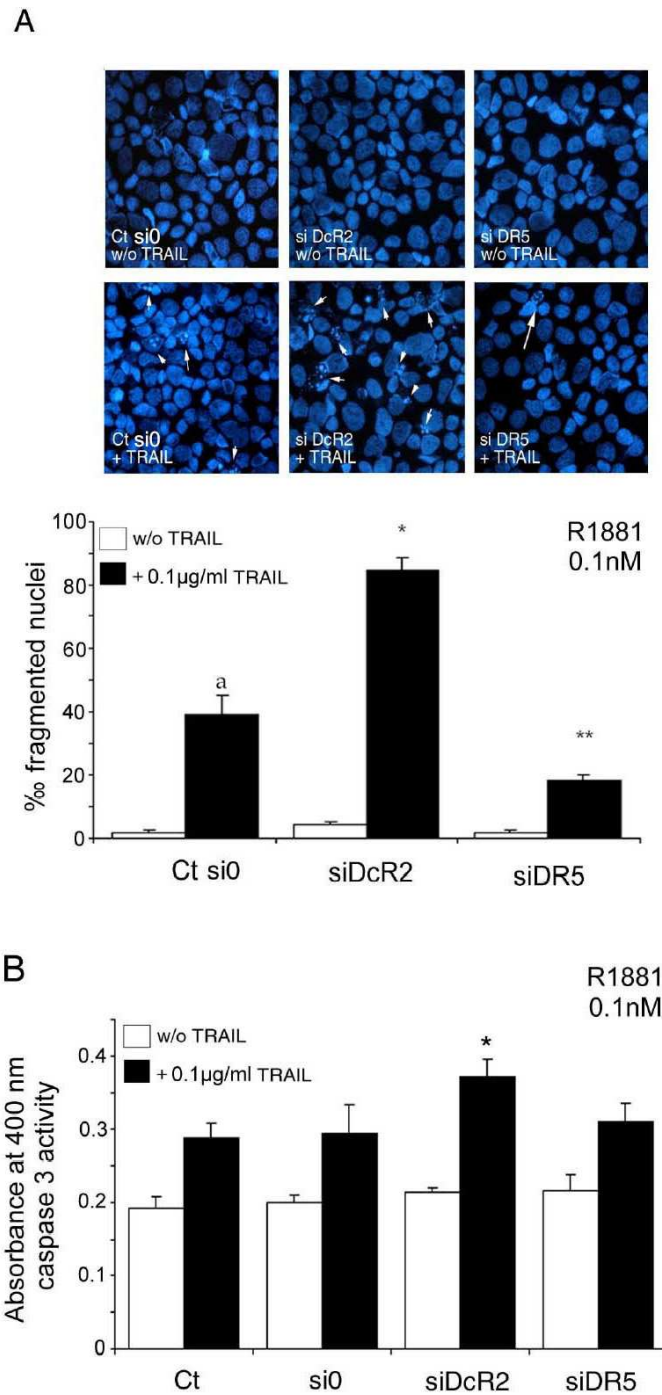 A
Ct si0
w/o TRAIL
si DcR2
w/o TRAIL
si DR5
w/o TRAIL
Ct si0
+ TRAIL
si DcR2
+ TRAIL
si DR5
+ TRAIL
‰ fragmented nuclei
100
80
60
40
20
0
w/o TRAIL
+ 0.1µg/ml TRAIL
R1881
0.1nM
a
*
**
Ct si0
siDcR2
siDR5
B
Absorbance at 400 nm
caspase 3 activity
0.4
0.3
0.2
0.1
0
w/o TRAIL
+ 0.1µg/ml TRAIL
R1881
0.1nM
*
Ct
si0
siDcR2
siDR5